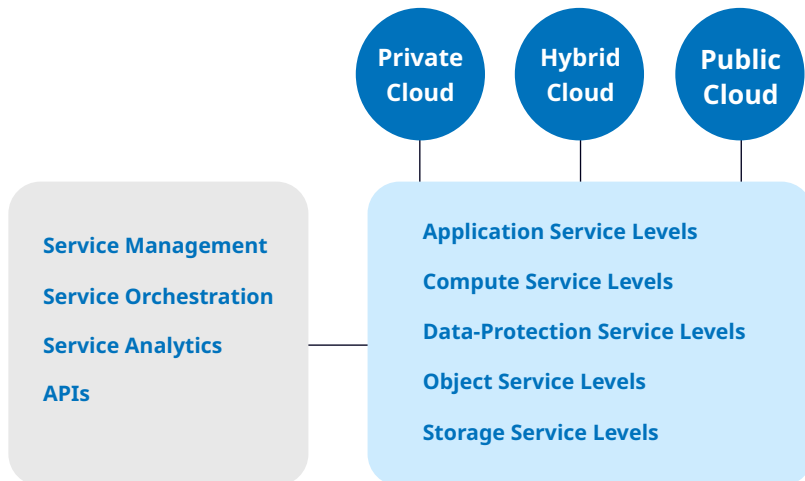 Private
Cloud
Hybrid
Cloud
Public
Cloud
Service Management
Service Orchestration
Service Analytics
APIs
Application Service Levels
Compute Service Levels
Data-Protection Service Levels
Object Service Levels
Storage Service Levels